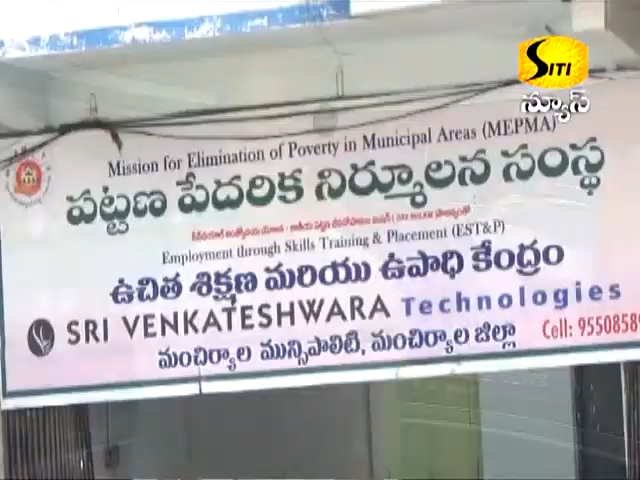 SITI
న్యూస్
Mission for Elimination of Poverty in Municipal Areas (MEPMA)
పట్టణ పేదరిక నిర్మూలన సంస్థ
Employment through Skills Training & Placement (EST&P)
ఉచిత శిక్షణ మరియు ఉపాధి కేంద్రం
SRI VENKATESHWARA Technologies
మంచిర్యాల మున్సిపాలిటి, మంచిర్యాల జిల్లా
Cell: 9550858